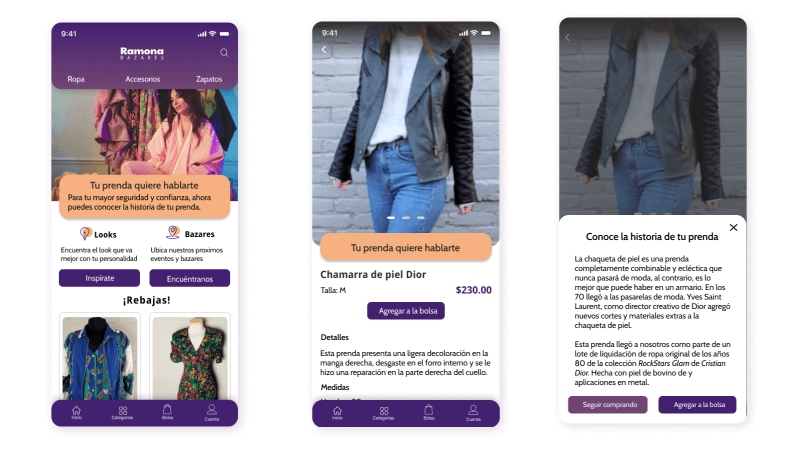 9:41
Ramona
BAZARES
Ropa
Accesorios
Zapatos
Tu prenda quiere hablarte
Para tu mayor seguridad y confianza, ahora
puedes conocer la historia de tu prenda.
Looks
Bazares
Encuentra el look que va
mejor con tu personalidad
Ubica nuestros proximos
eventos y bazares
Inspírate
Encuéntranos
¡Rebajas!
Inicio
Categorías
Bolsa
Cuenta
9:41
Tu prenda quiere hablarte
Chamarra de piel Dior
Talla: M
$230.00
Agregar a la bolsa
Detalles
Esta prenda presenta una ligera decoloración en la
manga derecha, desgaste en el forro interno y se le
hizo una reparación en la parte derecha del cuello.
Medidas
Inicio
Categorías
Bolsa
Cuenta
Conoce la historia de tu prenda
La chaqueta de piel es una prenda
completamente combinable y ecléctica que
nunca pasará de moda, al contrario, es lo
mejor que puede haber en un armario. En los
70 llegó a las pasarelas de moda. Yves Saint
Laurent, como director creativo de Dior agregó
nuevos cortes y materiales extras a la
chaqueta de piel.
Esta prenda llegó a nosotros como parte de un
lote de liquidación de ropa original de los años
80 de la colección RockStars Glam de Cristian
Dior. Hecha con piel de bovino de y
aplicaciones en metal.
Seguir comprando
Agregar a la bolsa